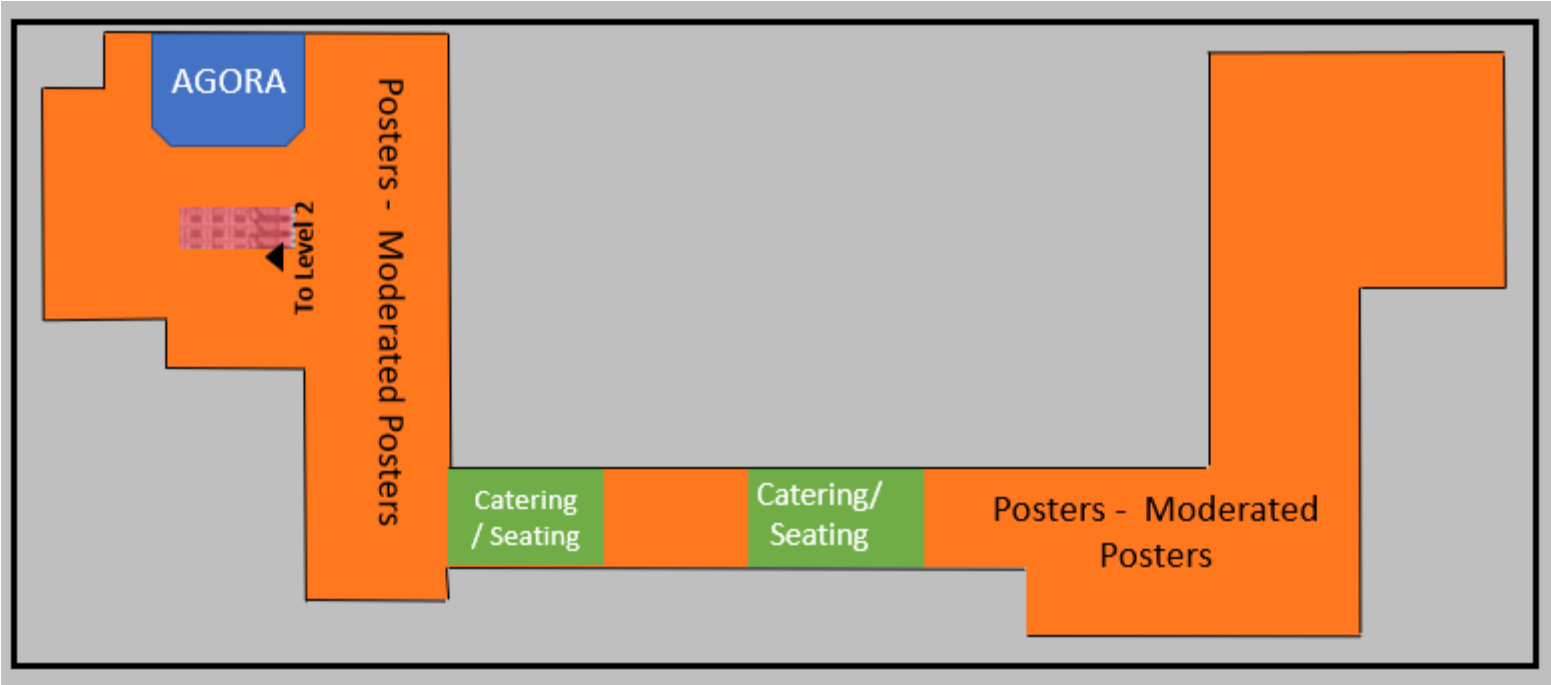 AGORA
Posters -  Moderated Posters
To Level 2
Catering
/ Seating
Catering/
Seating
Posters -  Moderated
Posters